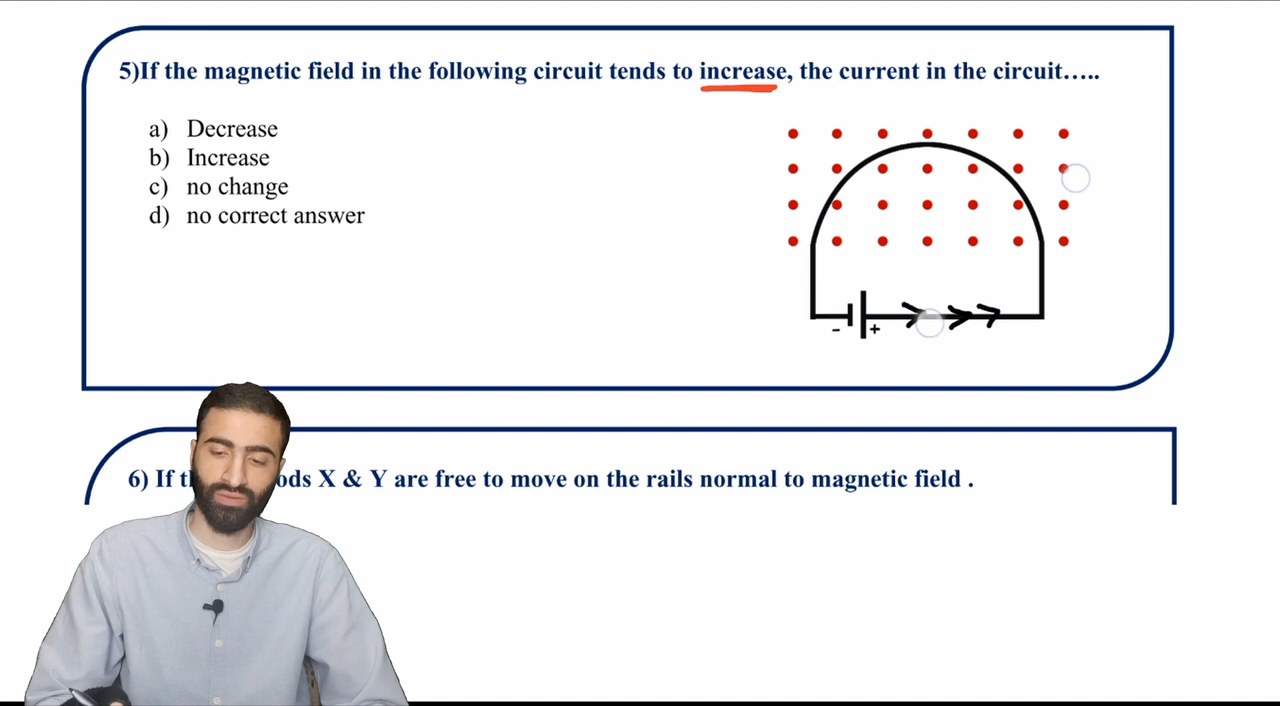 5)If the magnetic field in the following circuit tends to increase, the current in the circuit…..
a) Decrease
b) Increase
c) no change
d) no correct answer
- +
6) If t ods X & Y are free to move on the rails normal to magnetic field .